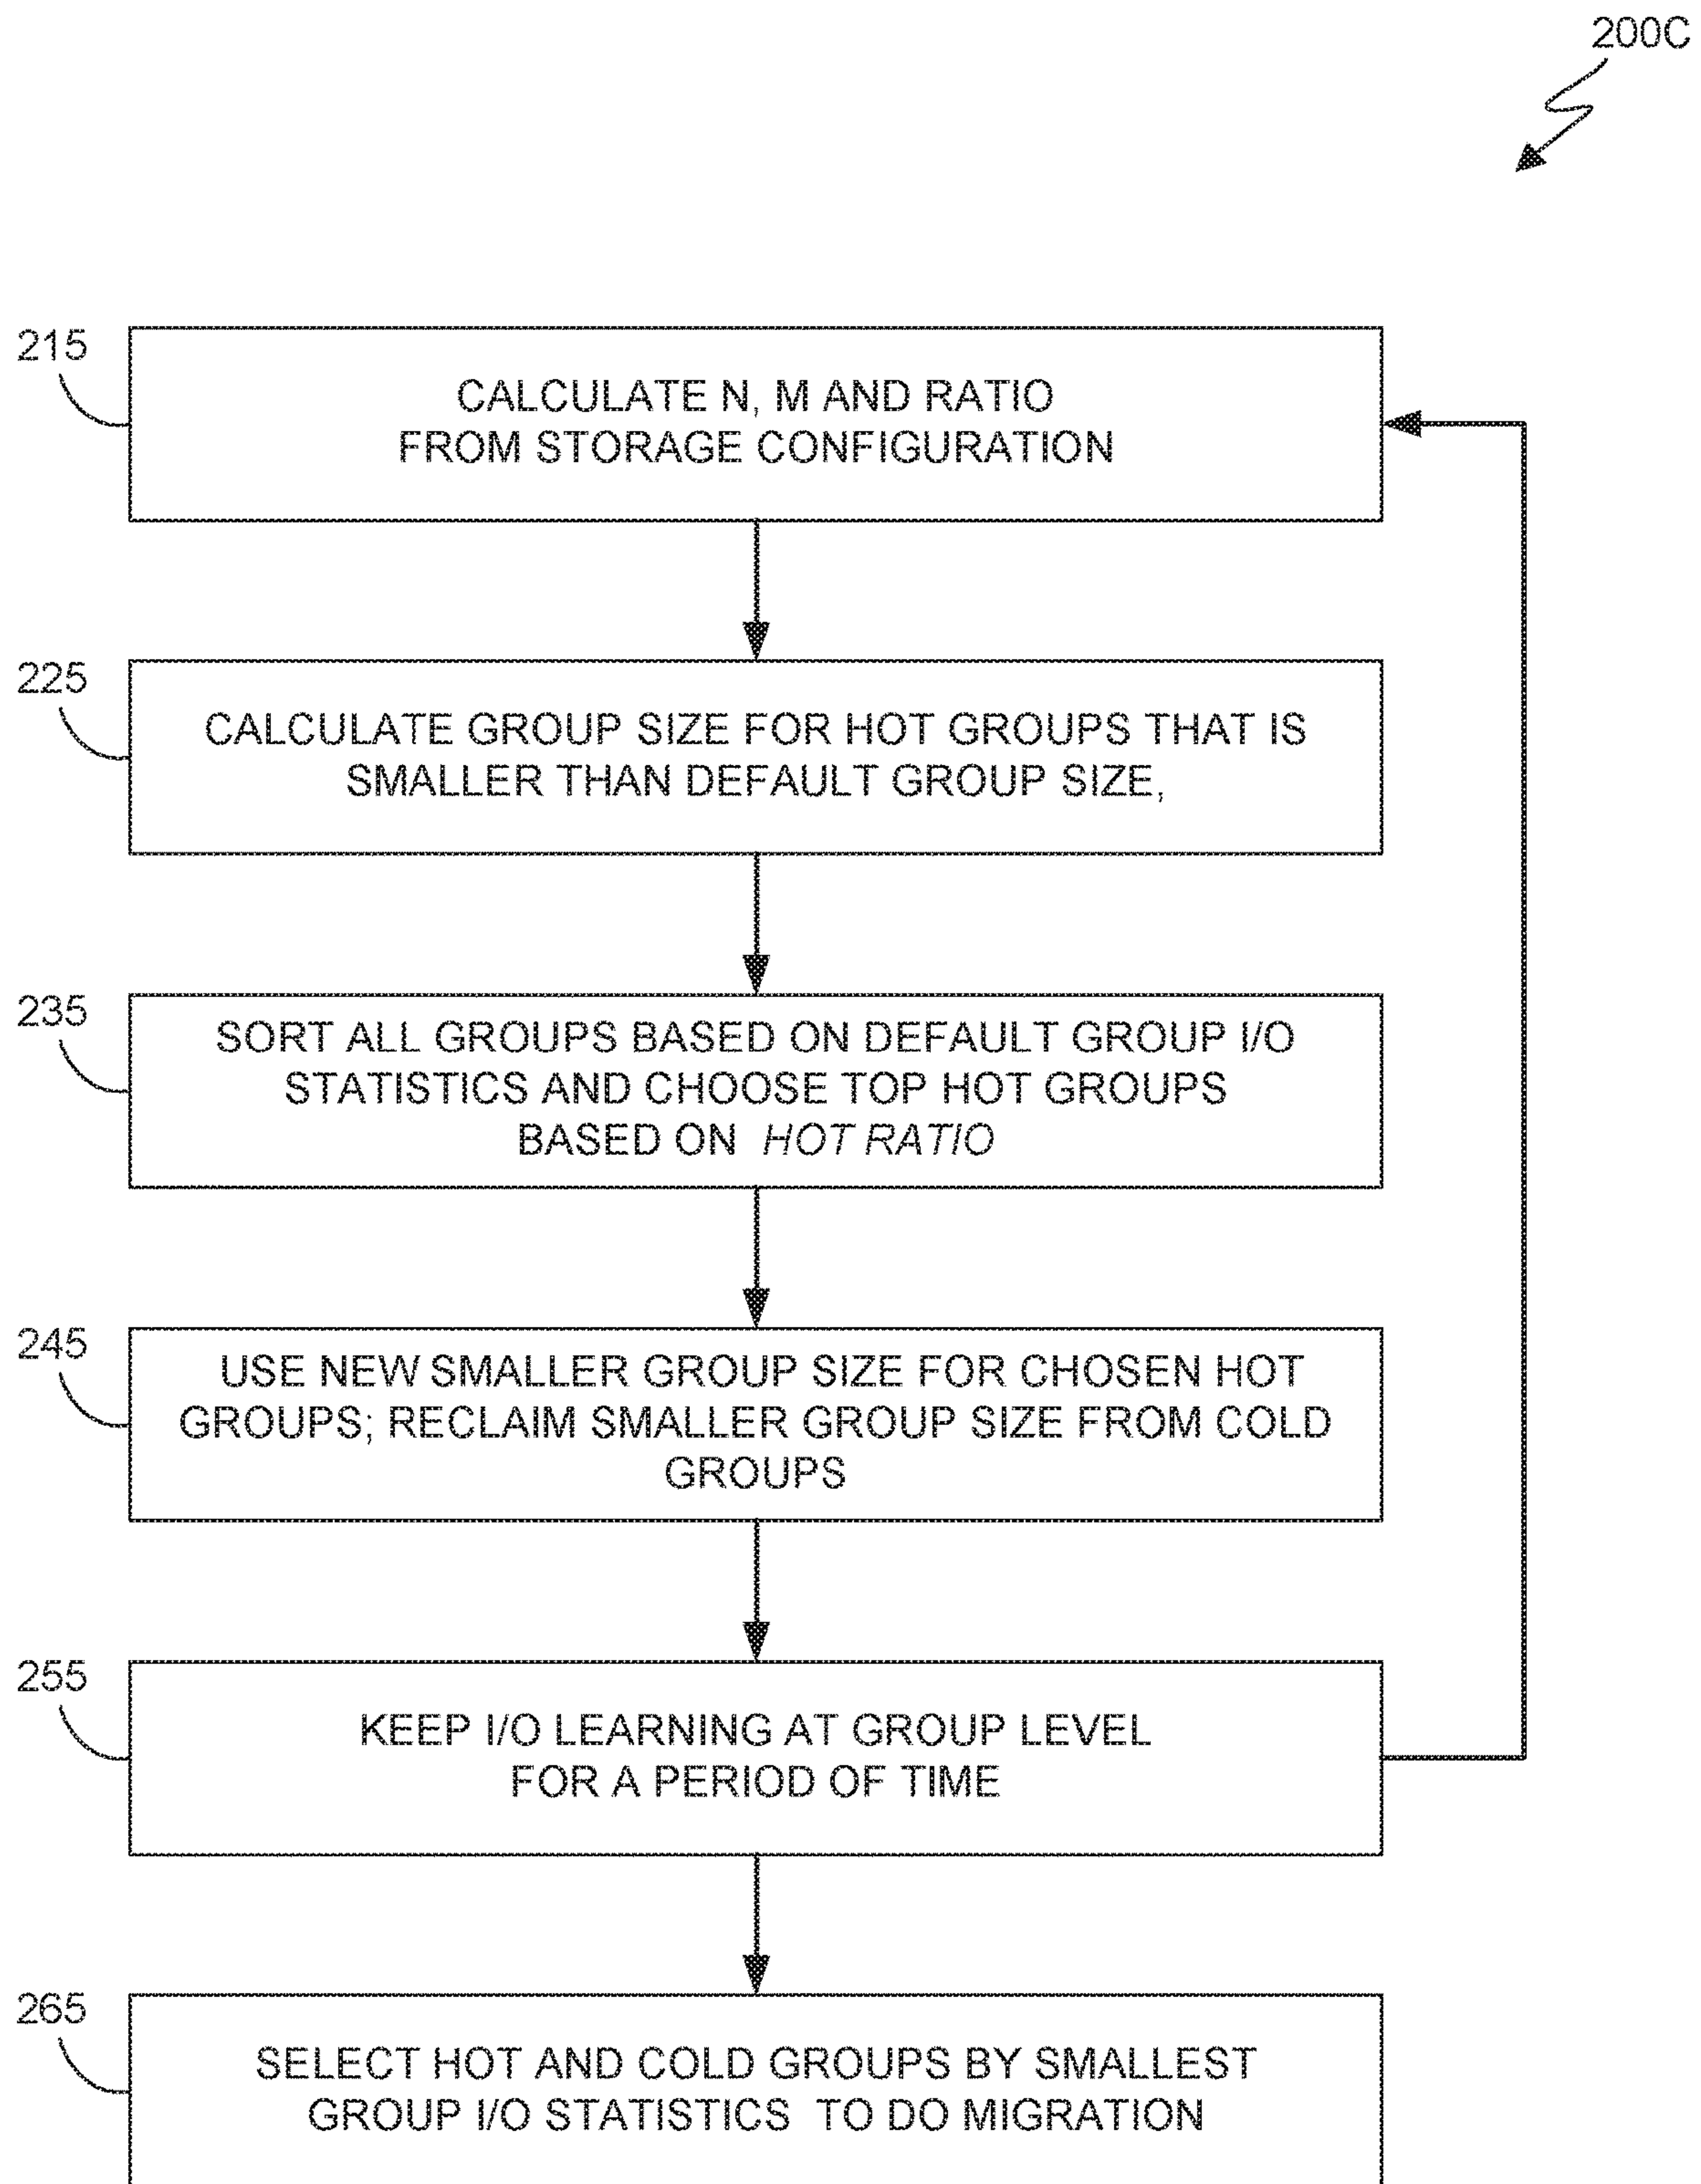 200C
215
CALCULATE N, M AND RATIO
FROM STORAGE CONFIGURATION
225
CALCULATE GROUP SIZE FOR HOT GROUPS THAT IS
SMALLER THAN DEFAULT GROUP SIZE,
235
SORT ALL GROUPS BASED ON DEFAULT GROUP I/O
STATISTICS AND CHOOSE TOP HOT GROUPS
BASED ON HOT RATIO
245
USE NEW SMALLER GROUP SIZE FOR CHOSEN HOT
GROUPS; RECLAIM SMALLER GROUP SIZE FROM COLD
GROUPS
255
KEEP I/O LEARNING AT GROUP LEVEL
FOR A PERIOD OF TIME
265
SELECT HOT AND COLD GROUPS BY SMALLEST
GROUP I/O STATISTICS TO DO MIGRATION